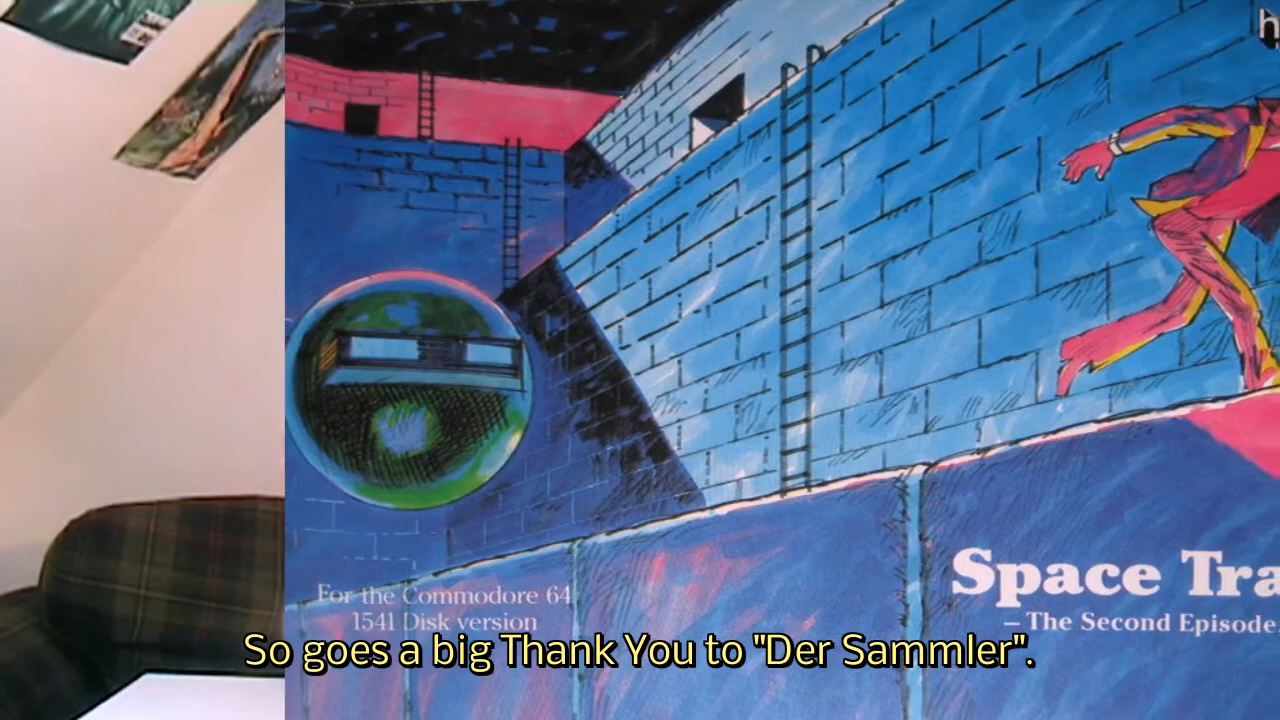 For the Commodore 64
1541 Disk version
Space Tra
– The Second Episode
So goes a big Thank You to "Der Sammler".